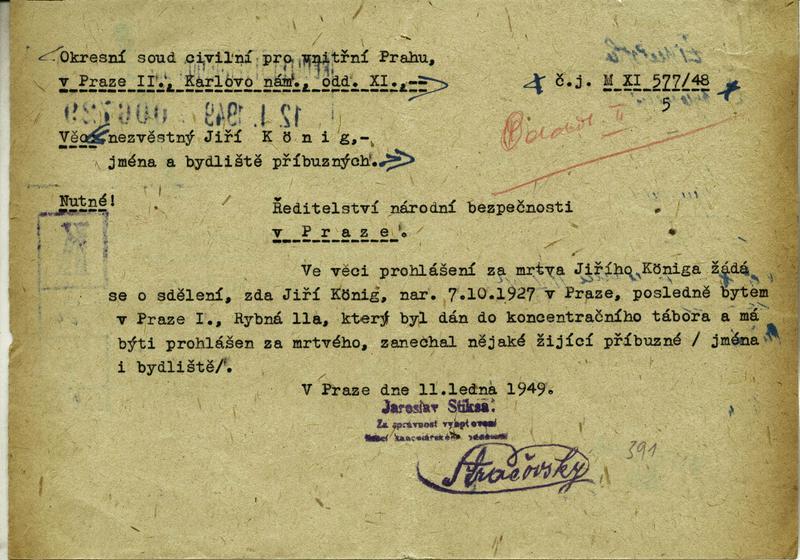 Okresní soud civilní pro vnitřní Prahu,
v Praze II., Karlovo nám., odd. XI.,--
č.j. M XI 577/48
5
12.I.1949
006789
Věc: nezvěstný Jiří K ö n i g,-
jména a bydliště příbuzných.
Nutné!
Ředitelství národní bezpečnosti
v P r a z e .
Ve věci prohlášení za mrtva Jiřího Königa žádá
se o sdělení, zda Jiří König, nar. 7.10.1927 v Praze, posledně bytem
v Praze I., Rybná 11a, který byl dán do koncentračního tábora a má
býti prohlášen za mrtvého, zanechal nějaké žijící příbuzné / jména
i bydliště/.
V Praze dne 11.ledna 1949.
Jaroslav Stiksa.
Za správnost vyhotovení
391